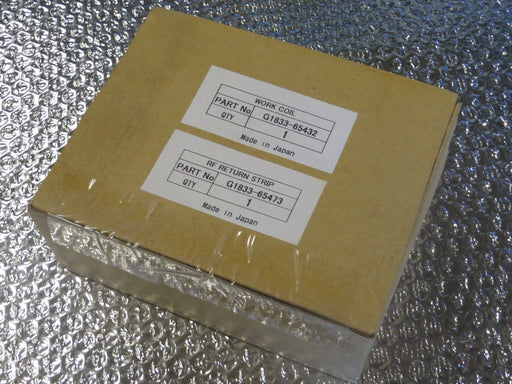 WORK COIL
PART No G1833-65432
QTY 1
Made in Japan
RF RETURN STRIP
PART No G1833-65473
QTY 1
Made in Japan